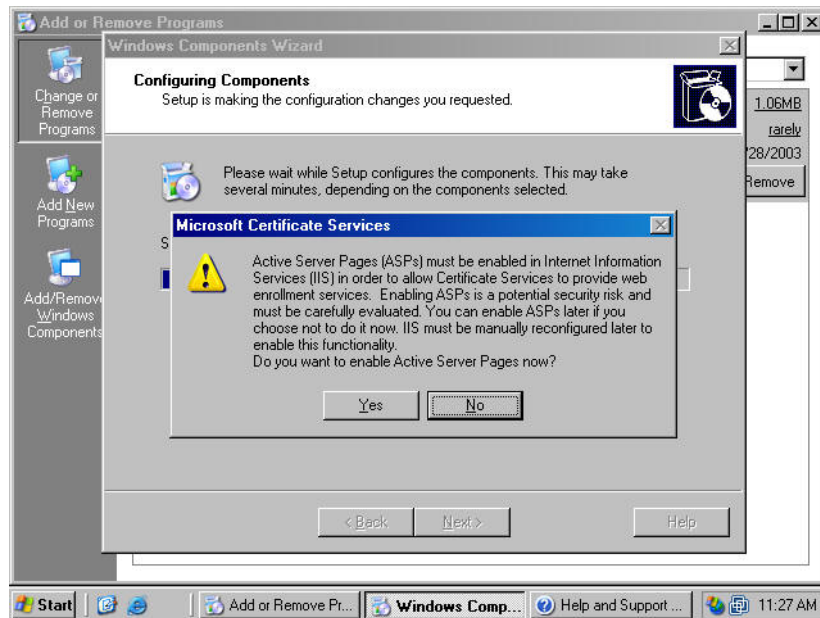 Add or Remove Programs
Windows Components Wizard
Configuring Components
Setup is making the configuration changes you requested.
Change or
Remove
Programs
1.06MB
rarely
28/2003
Remove
Please wait while Setup configures the components. This may take
several minutes, depending on the components selected.
Add New
Programs
Microsoft Certificate Services
S
Active Server Pages (ASPs) must be enabled in Internet Information
Services (IIS) in order to allow Certificate Services to provide web
enrollment services. Enabling ASPs is a potential security risk and
must be carefully evaluated. You can enable ASPs later if you
choose not to do it now. IIS must be manually reconfigured later to
enable this functionality.
Do you want to enable Active Server Pages now?
Add/Remove
Windows
Components
Yes
No
< Back
Next >
Help
Start
Add or Remove Pr...
Windows Comp...
Help and Support ...
11:27 AM